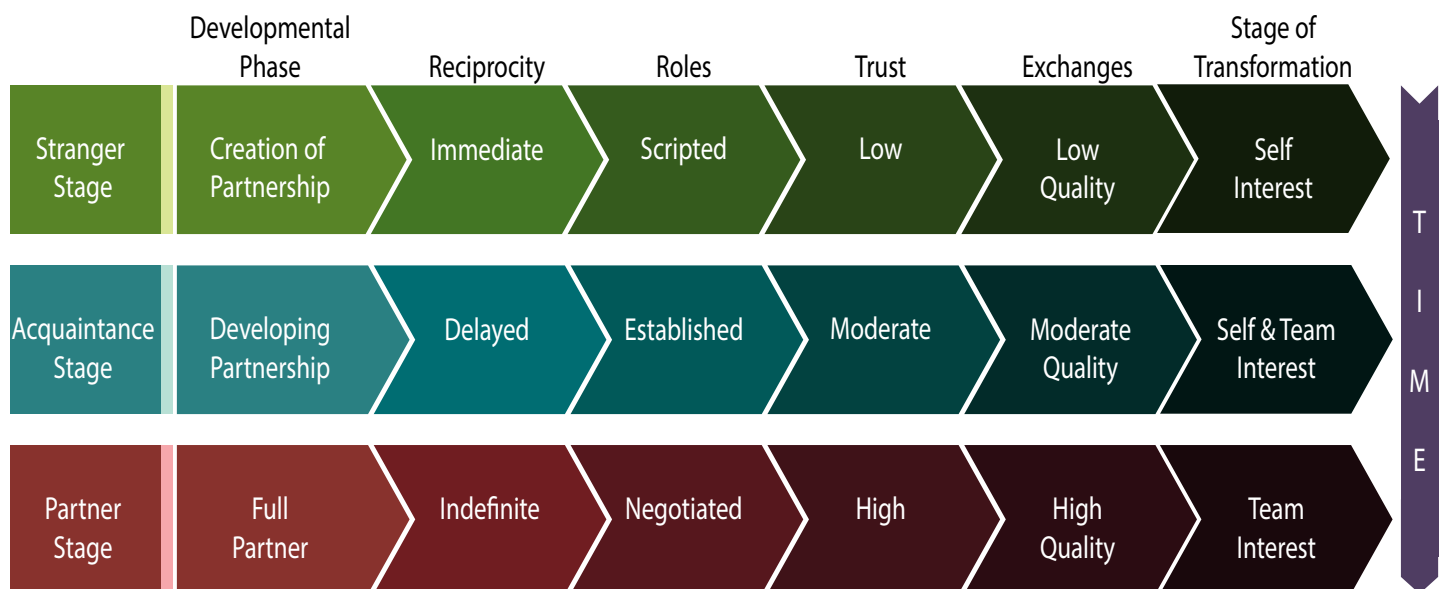 Developmental
Phase
Reciprocity
Roles
Trust
Exchanges
Stage of
Transformation
Stranger
Stage
Creation of
Partnership
Immediate
Scripted
Low
Low
Quality
Self
Interest
Acquaintance
Stage
Developing
Partnership
Delayed
Established
Moderate
Moderate
Quality
Self & Team
Interest
Partner
Stage
Full
Partner
Indefinite
Negotiated
High
High
Quality
Team
Interest
T
I
M
E